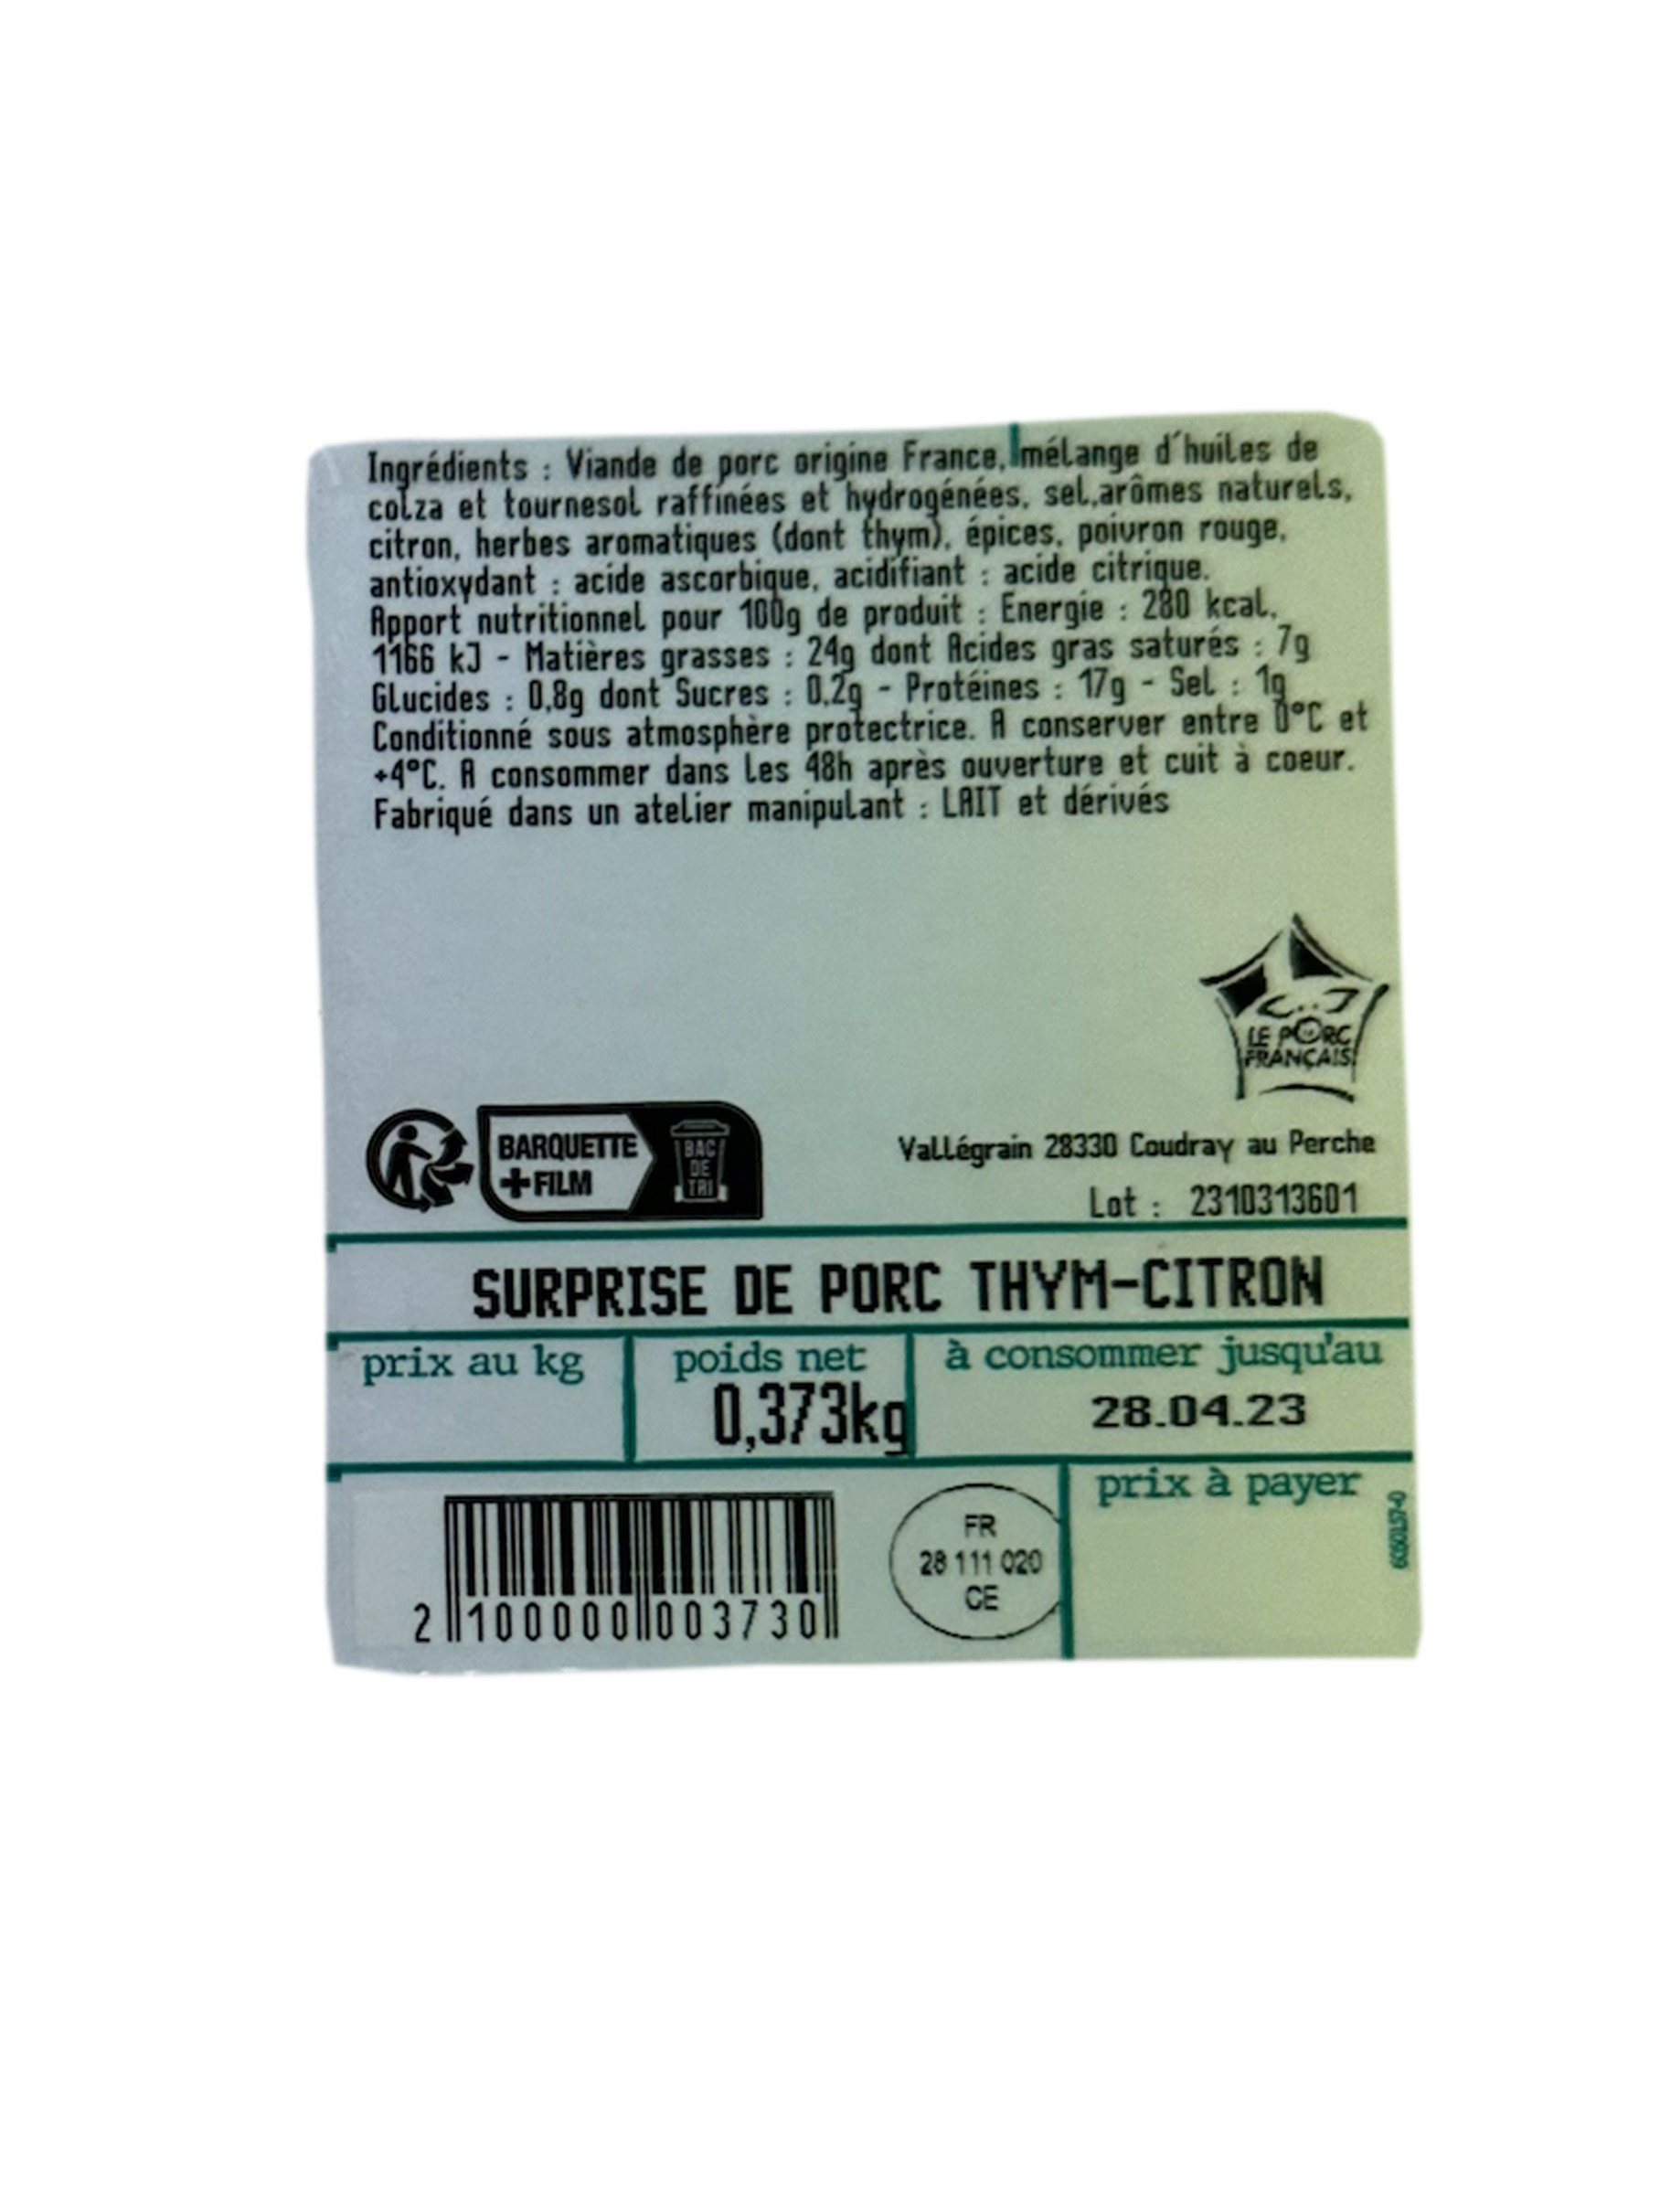 Ingrédients : Viande de porc origine France, mélange d'huiles de
colza et tournesol raffinées et hydrogénées, sel,arômes naturels,
citron, herbes aromatiques (dont thym), épices, poivron rouge,
antioxydant : acide ascorbique, acidifiant : acide citrique.
Apport nutritionnel pour 100g de produit : Energie : 280 kcal,
1166 kJ - Matières grasses : 24g dont Acides gras saturés : 7g
Glucides : 0,8g dont Sucres : 0,2g - Protéines : 17g - Sel : 1g
Conditionné sous atmosphère protectrice. A conserver entre 0°C et
+4°C. A consommer dans les 48h après ouverture et cuit à coeur.
Fabriqué dans un atelier manipulant : LAIT et dérivés
LE PORC
FRANÇAIS
BARQUETTE
+FILM
BAC
DE
TRI
Vallégrain 28330 Coudray au Perche
Lot : 2310313601
SURPRISE DE PORC THYM-CITRON
prix au kg
poids net
0,373kg
à consommer jusqu'au
28.04.23
2 100000 003730
FR
28 111 020
CE
prix à payer